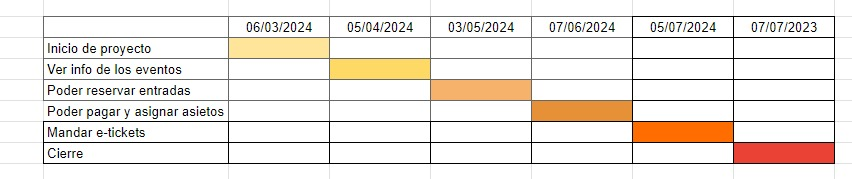 06/03/2024 05/04/2024 03/05/2024 07/06/2024 05/07/2024 07/07/2023
Inicio de proyecto
Ver info de los eventos
Poder reservar entradas
Poder pagar y asignar asietos
Mandar e-tickets
Cierre